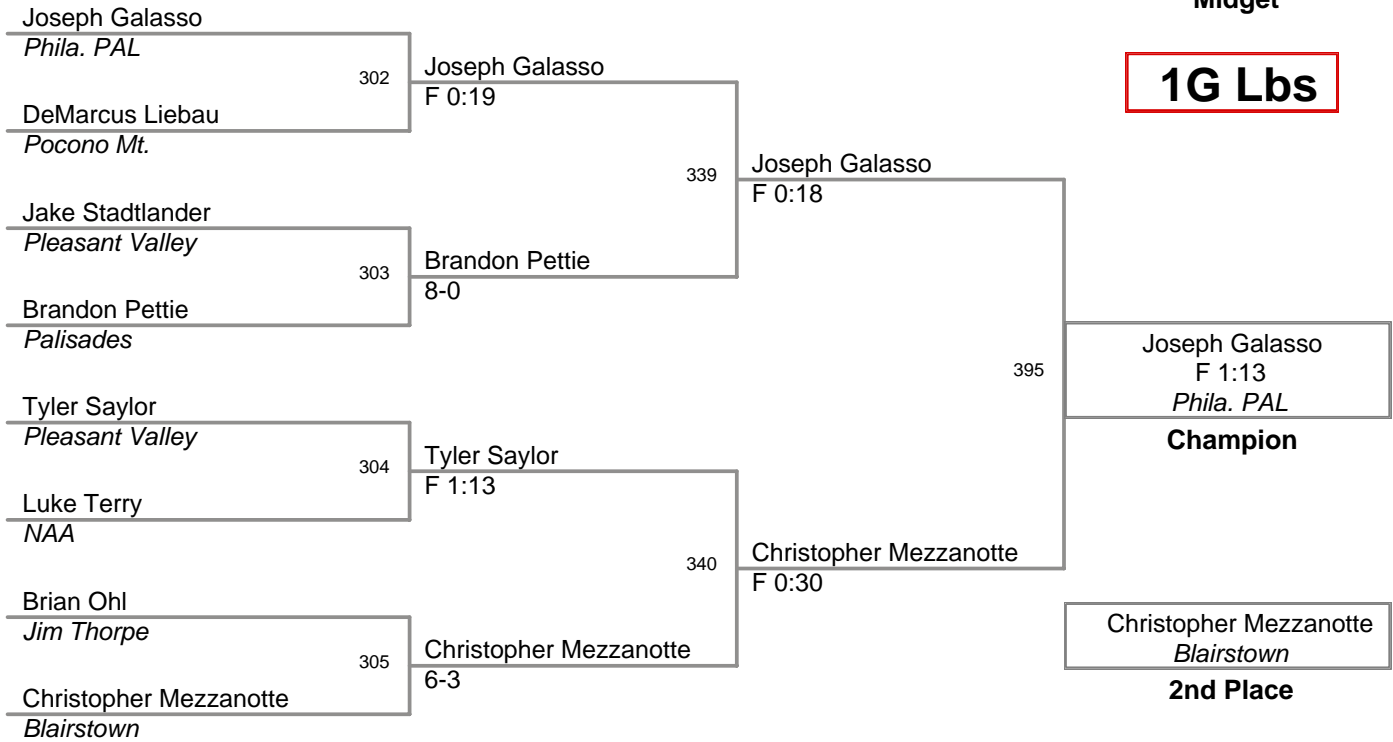 Midget
1G Lbs
Joseph Galasso
Phila. PAL
302
DeMarcus Liebau
Pocono Mt.
Joseph Galasso
F 0:19
Jake Stadtlander
Pleasant Valley
303
Brandon Pettie
Palisades
Brandon Pettie
8-0
339
Joseph Galasso
F 0:18
Tyler Saylor
Pleasant Valley
304
Luke Terry
NAA
Tyler Saylor
F 1:13
Brian Ohl
Jim Thorpe
305
Christopher Mezzanotte
Blairstown
Christopher Mezzanotte
6-3
340
Christopher Mezzanotte
F 0:30
395
Joseph Galasso
F 1:13
Phila. PAL
Champion
Christopher Mezzanotte
Blairstown
2nd Place